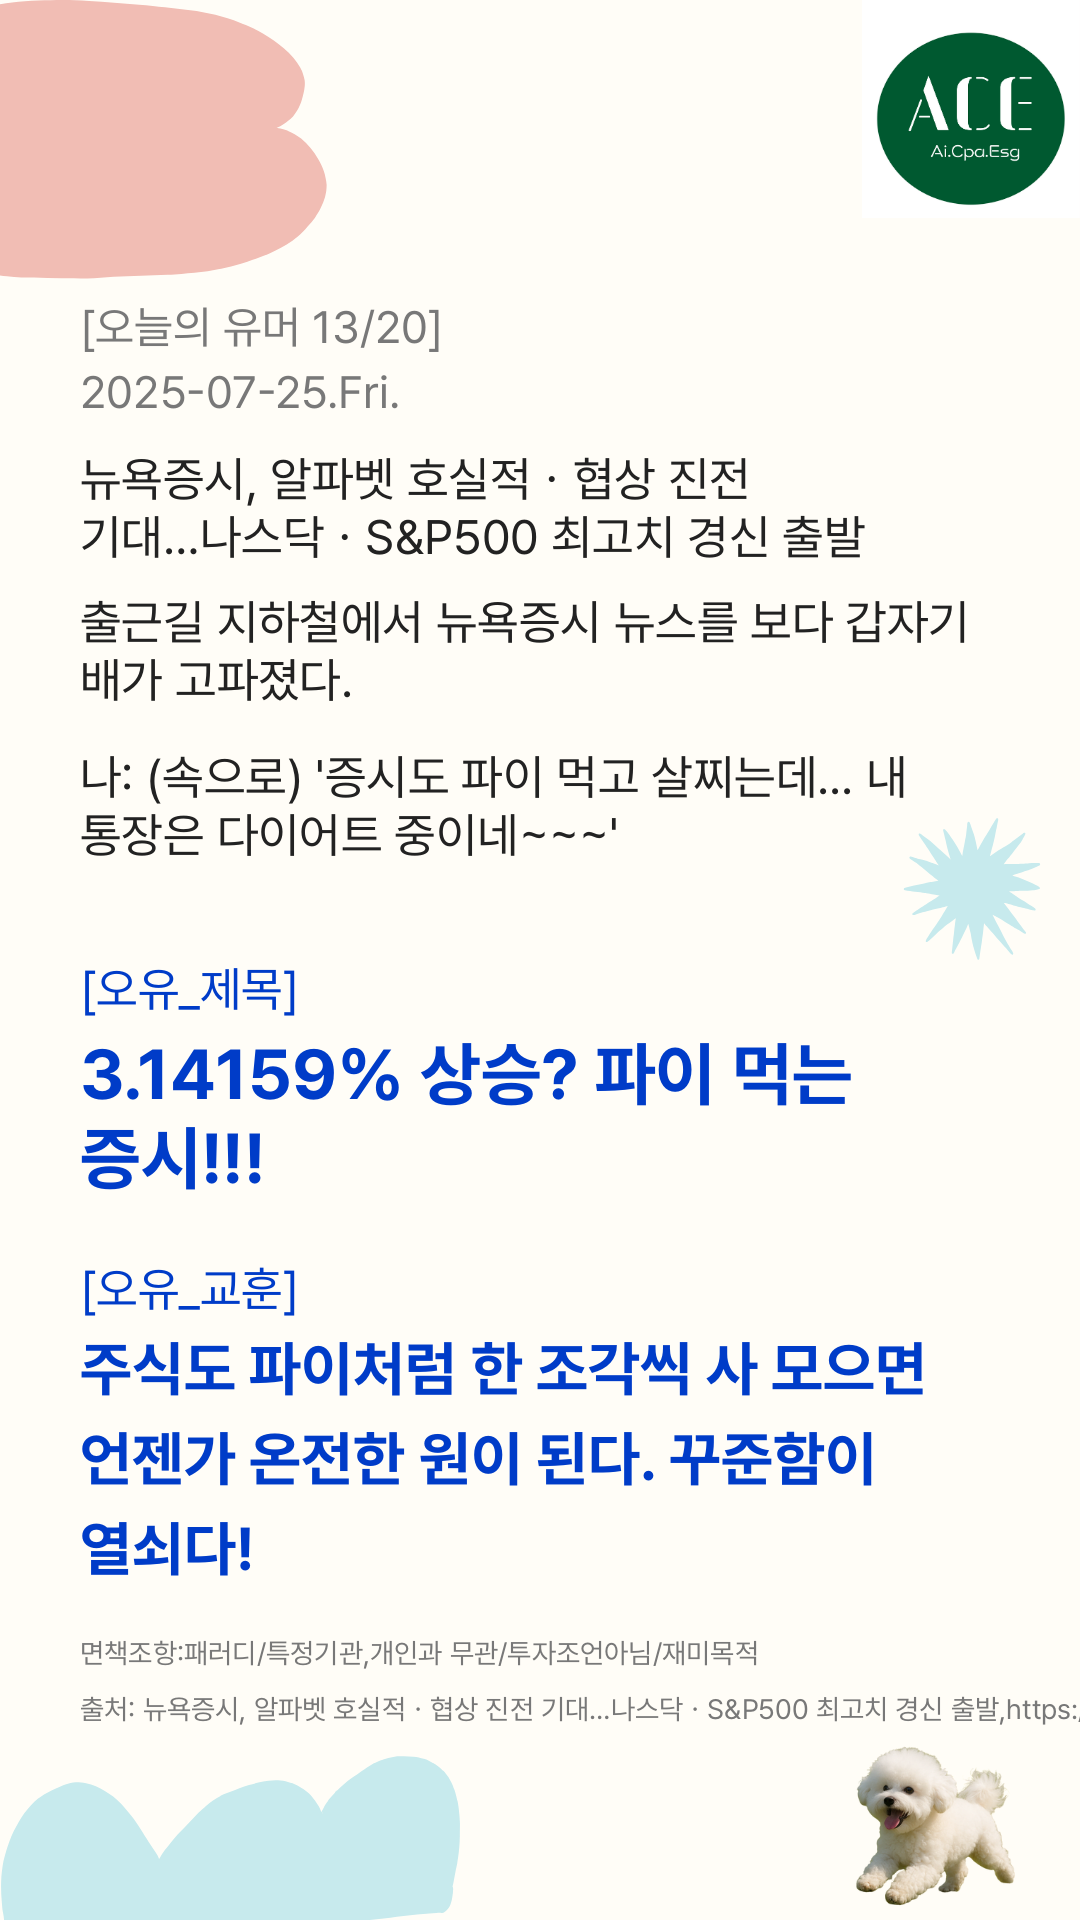 ACE
Ai.Cpa.Esg
[오늘의 유머 13/20]
2025-07-25.Fri.
뉴욕증시, 알파벳 호실적 · 협상 진전
기대...나스닥 · S&P500 최고치 경신 출발
출근길 지하철에서 뉴욕증시 뉴스를 보다 갑자기
배가 고파졌다.
나: (속으로) '증시도 파이 먹고 살찌는데... 내
통장은 다이어트 중이네~~~'
[오유_제목]
3.14159% 상승? 파이 먹는
증시!!!
[오유_교훈]
주식도 파이처럼 한 조각씩 사 모으면
언젠가 온전한 원이 된다. 꾸준함이
열쇠다!
면책조항:패러디/특정기관,개인과 무관/투자조언아님/재미목적
출처: 뉴욕증시, 알파벳 호실적 · 협상 진전 기대...나스닥 · S&P500 최고치 경신 출발,https:/